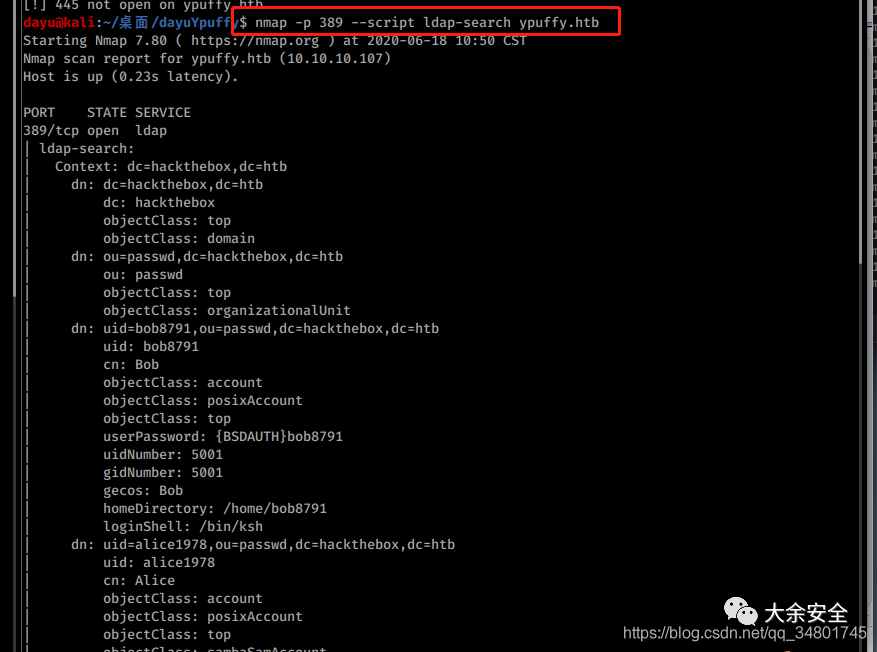 [!] 445 not open on ypuffy.htb
dayu@kali:~/桌面/dayuYpuffy$ nmap -p 389 --script ldap-search ypuffy.htb
Starting Nmap 7.80 ( https://nmap.org ) at 2020-06-18 10:50 CST
Nmap scan report for ypuffy.htb (10.10.10.107)
Host is up (0.23s latency).
PORT    STATE SERVICE
389/tcp open  ldap
| ldap-search:
|   Context: dc=hackthebox,dc=htb
|     dn: dc=hackthebox,dc=htb
|         dc: hackthebox
|         objectClass: top
|         objectClass: domain
|     dn: ou=passwd,dc=hackthebox,dc=htb
|         ou: passwd
|         objectClass: top
|         objectClass: organizationalUnit
|     dn: uid=bob8791,ou=passwd,dc=hackthebox,dc=htb
|         uid: bob8791
|         cn: Bob
|         objectClass: account
|         objectClass: posixAccount
|         objectClass: top
|         userPassword: {BSDAUTH}bob8791
|         uidNumber: 5001
|         gidNumber: 5001
|         gecos: Bob
|         homeDirectory: /home/bob8791
|         loginShell: /bin/ksh
|     dn: uid=alice1978,ou=passwd,dc=hackthebox,dc=htb
|         uid: alice1978
|         cn: Alice
|         objectClass: account
|         objectClass: posixAccount
|         objectClass: top
|         objectClass: sambaSamAccount
大余安全
https://blog.csdn.net/qq_34801745